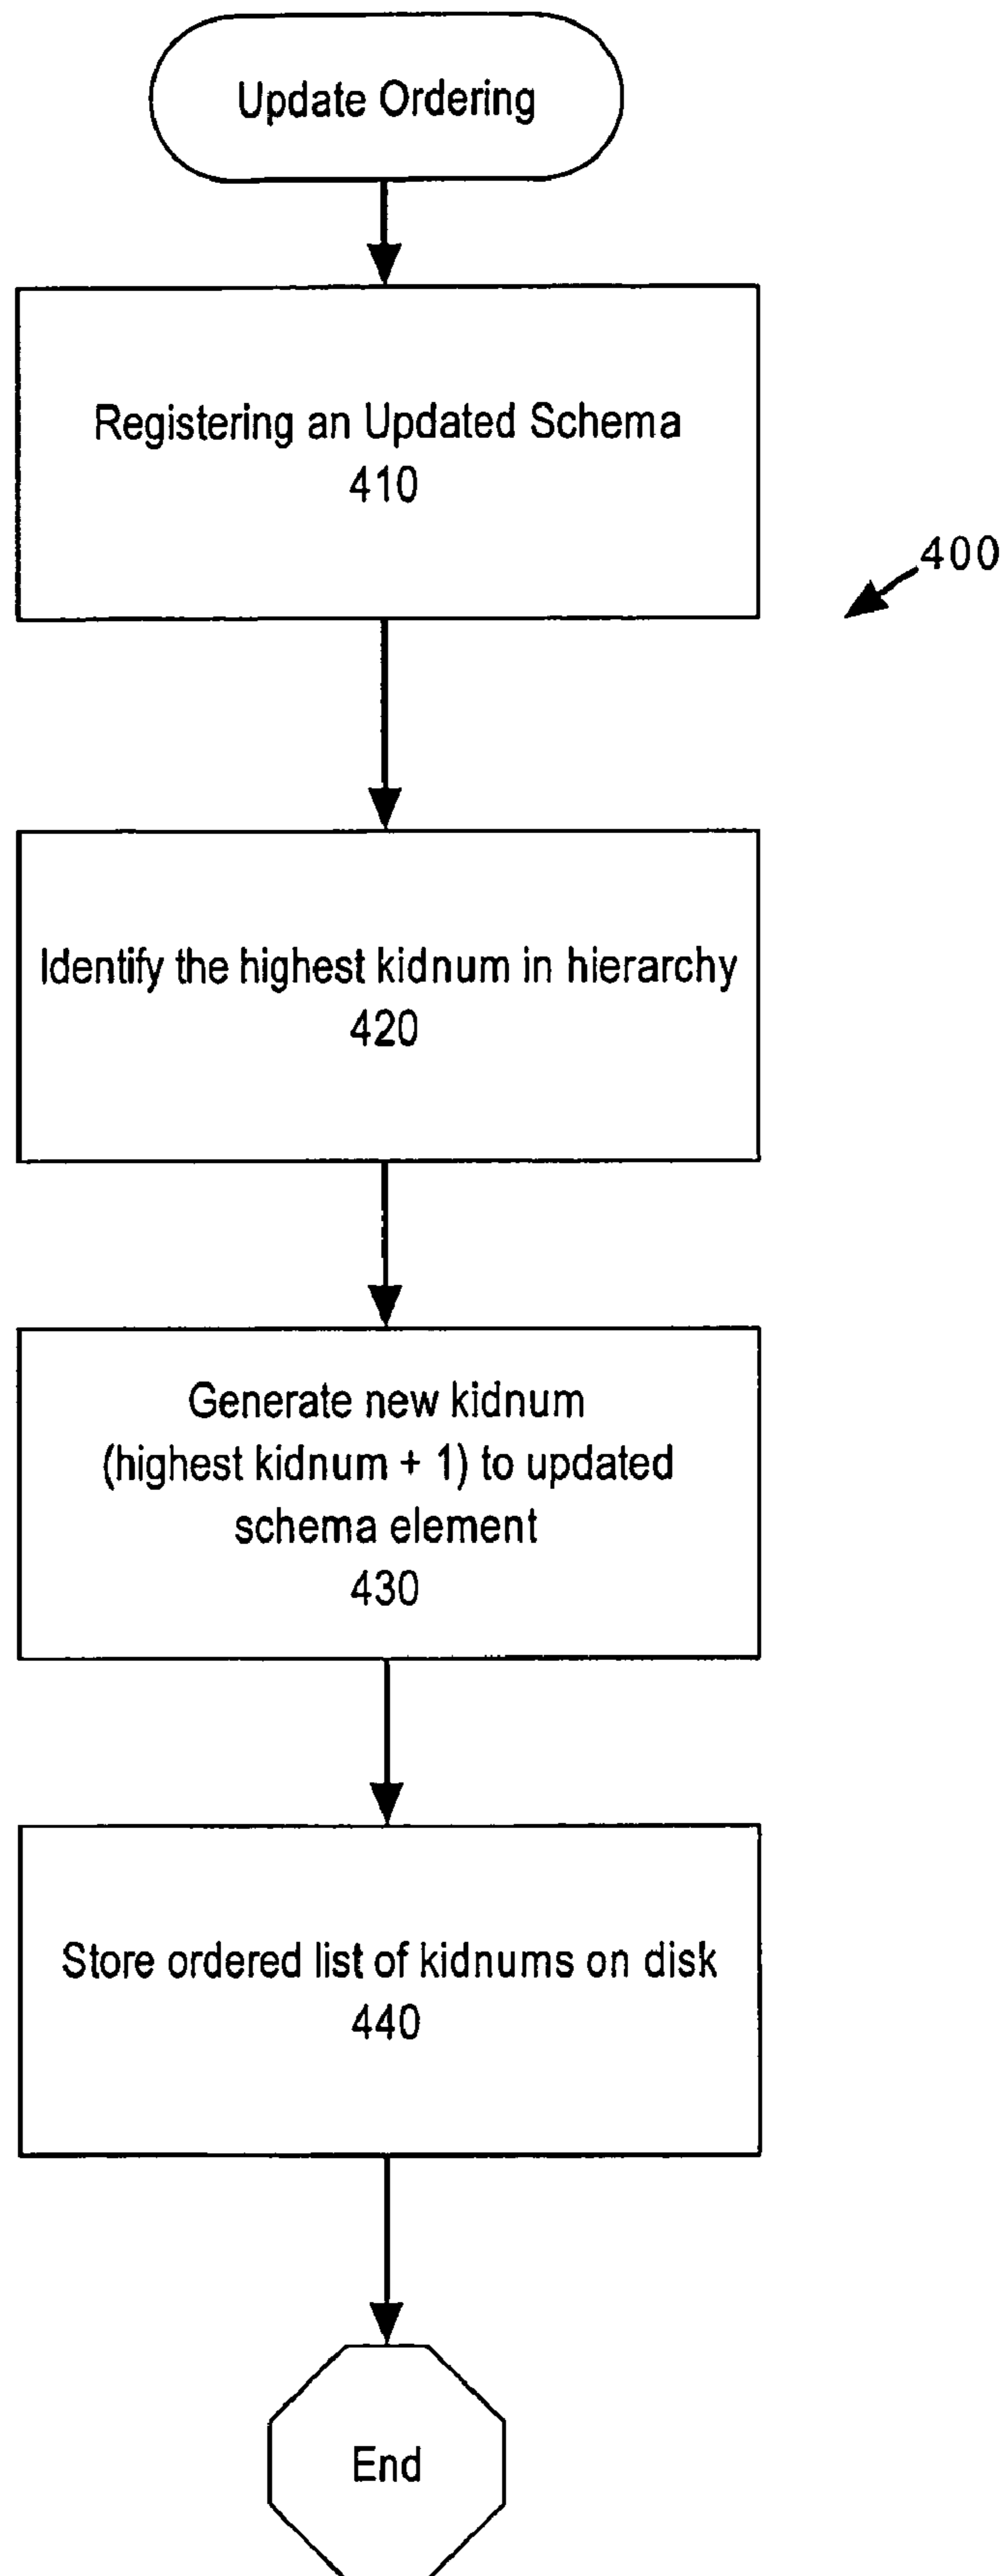 Update Ordering
Registering an Updated Schema
410
400
Identify the highest kidnum in hierarchy
420
Generate new kidnum
(highest kidnum + 1) to updated
schema element
430
Store ordered list of kidnums on disk
440
End